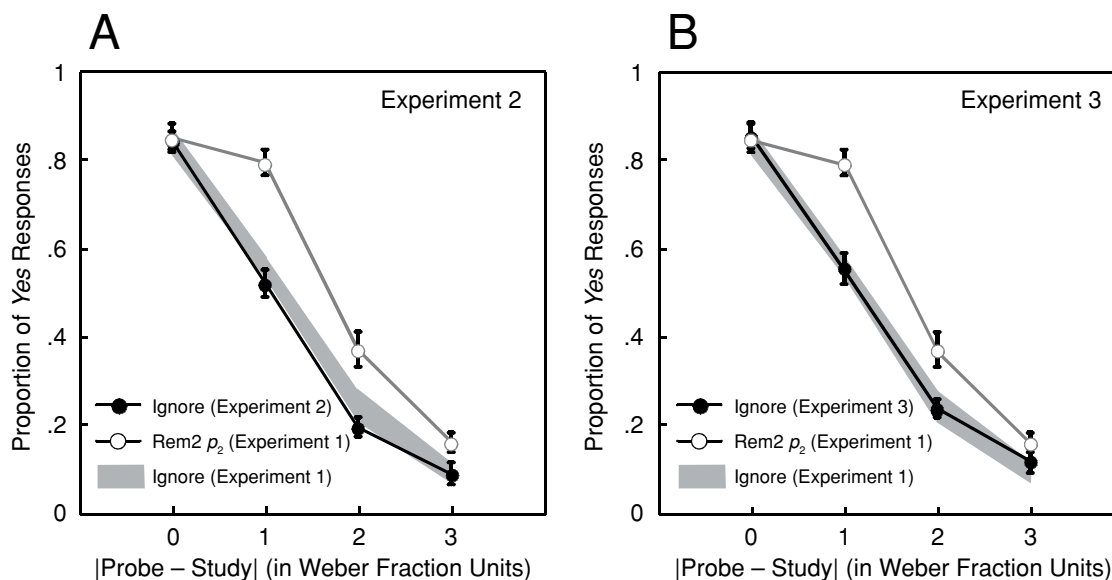 A
B
1
.8
.6
.4
.2
0
Proportion of Yes Responses
Experiment 2
Ignore (Experiment 2)
Rem2 p2 (Experiment 1)
Ignore (Experiment 1)
0 1 2 3
|Probe – Study| (in Weber Fraction Units)
1
.8
.6
.4
.2
0
Proportion of Yes Responses
Experiment 3
Ignore (Experiment 3)
Rem2 p2 (Experiment 1)
Ignore (Experiment 1)
0 1 2 3
|Probe – Study| (in Weber Fraction Units)